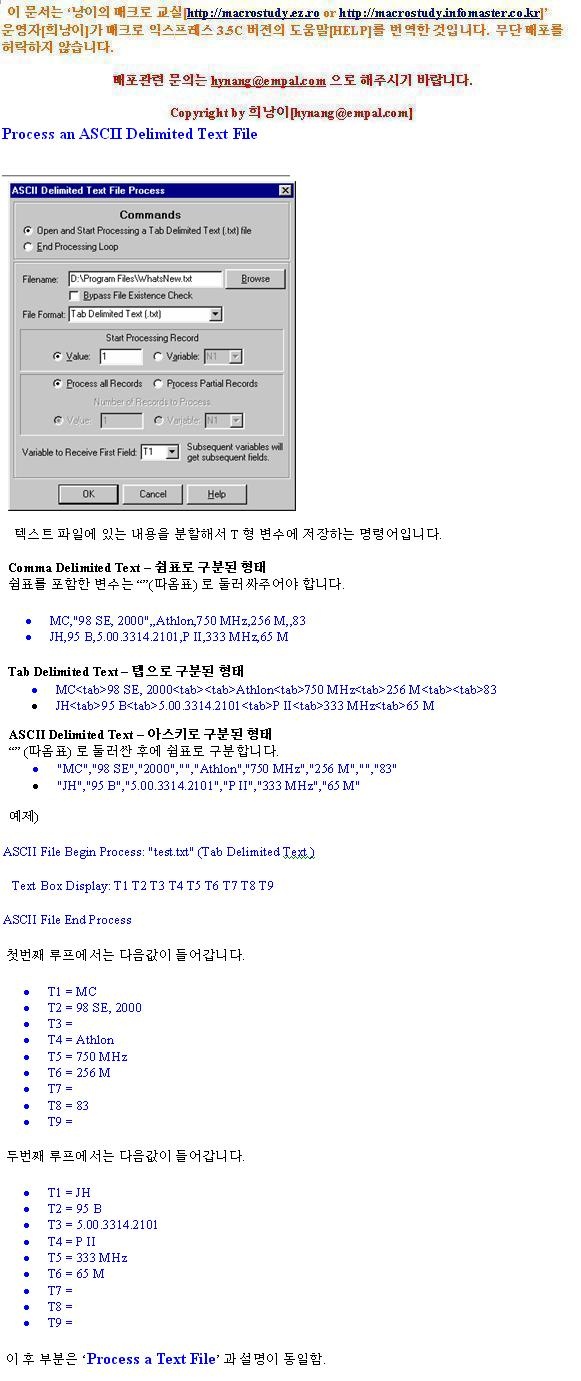 이 문서는 ‘낭이의 매크로 교실[http://macrostudy.ez.ro or http://macrostudy.infomaster.co.kr]’
운영자[희낭이]가 매크로 익스프레스 3.5C 버젼의 도움말[HELP]를 번역한 것입니다. 무단 배포를
허락하지 않습니다.
배포관련 문의는 hynang@empal.com 으로 해주시기 바랍니다.
Copyright by 희낭이[hynang@empal.com]
Process an ASCII Delimited Text File
ASCII Delimited Text File Process
Commands
Open and Start Processing a Tab Delimited Text (.txt) file
End Processing Loop
Filename: D:\Program Files\WhatsNew.txt Browse
Bypass File Existence Check
File Format: Tab Delimited Text (.txt)
Start Processing Record
Value: 1 Variable: N1
Process all Records Process Partial Records
Number of Records to Process
Value: 1 Variable: N1
Variable to Receive First Field: T1 Subsequent variables will
get subsequent fields.
OK Cancel Help
텍스트 파일에 있는 내용을 분할해서 T 형 변수에 저장하는 명령어입니다.
Comma Delimited Text – 쉼표로 구분된 형태
쉼표를 포함한 변수는 “”(따옴표) 로 둘러싸주어야 합니다.
MC,"98 SE, 2000",,Athlon,750 MHz,256 M,,83
JH,95 B,5.00.3314.2101,P II,333 MHz,65 M
Tab Delimited Text – 탭으로 구분된 형태
MC<tab>98 SE, 2000<tab><tab>Athlon<tab>750 MHz<tab>256 M<tab><tab>83
JH<tab>95 B<tab>5.00.3314.2101<tab>P II<tab>333 MHz<tab>65 M
ASCII Delimited Text – 아스키로 구분된 형태
“” (따옴표) 로 둘러싼 후에 쉼표로 구분합니다.
"MC","98 SE","2000","","Athlon","750 MHz","256 M","","83"
"JH","95 B","5.00.3314.2101","P II","333 MHz","65 M"
예제)
ASCII File Begin Process: "test.txt" (Tab Delimited Text )
Text Box Display: T1 T2 T3 T4 T5 T6 T7 T8 T9
ASCII File End Process
첫번째 루프에서는 다음값이 들어갑니다.
T1 = MC
T2 = 98 SE, 2000
T3 =
T4 = Athlon
T5 = 750 MHz
T6 = 256 M
T7 =
T8 = 83
T9 =
두번째 루프에서는 다음값이 들어갑니다.
T1 = JH
T2 = 95 B
T3 = 5.00.3314.2101
T4 = P II
T5 = 333 MHz
T6 = 65 M
T7 =
T8 =
T9 =
이 후 부분은 ‘Process a Text File’ 과 설명이 동일함.